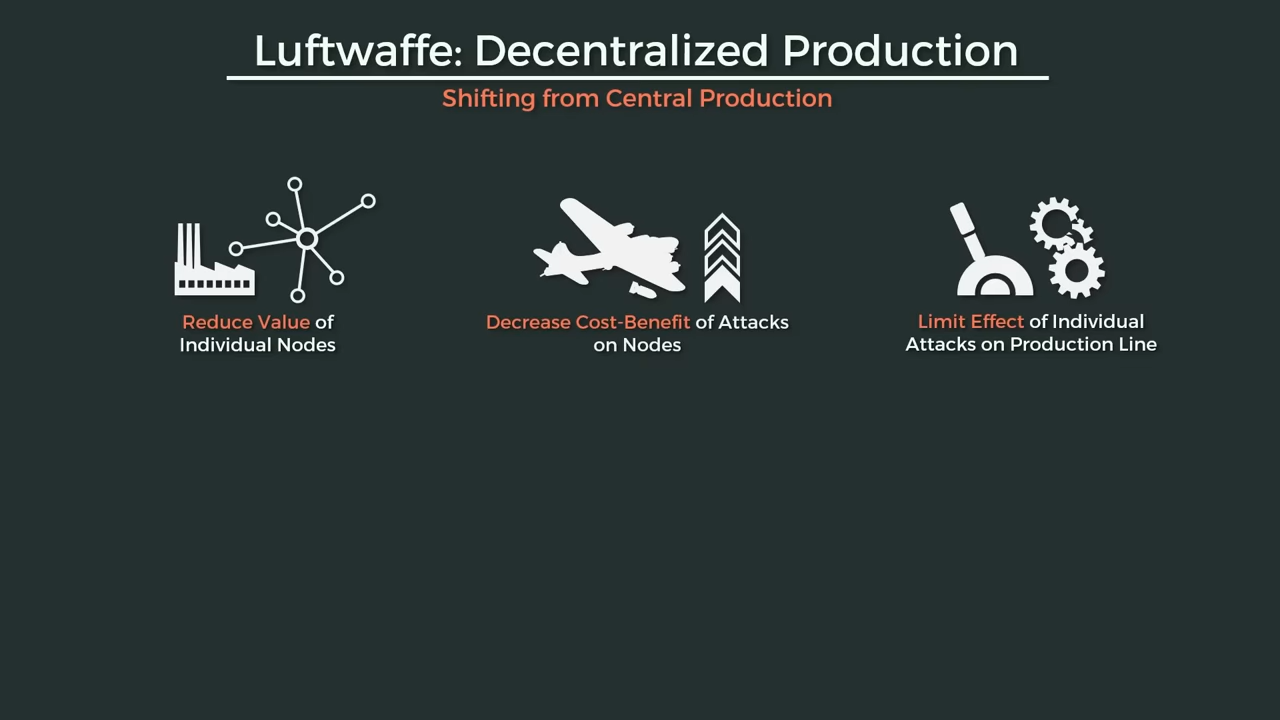 Luftwaffe: Decentralized Production
Shifting from Central Production
Reduce Value of
Individual Nodes
Decrease Cost-Benefit of Attacks
on Nodes
Limit Effect of Individual
Attacks on Production Line